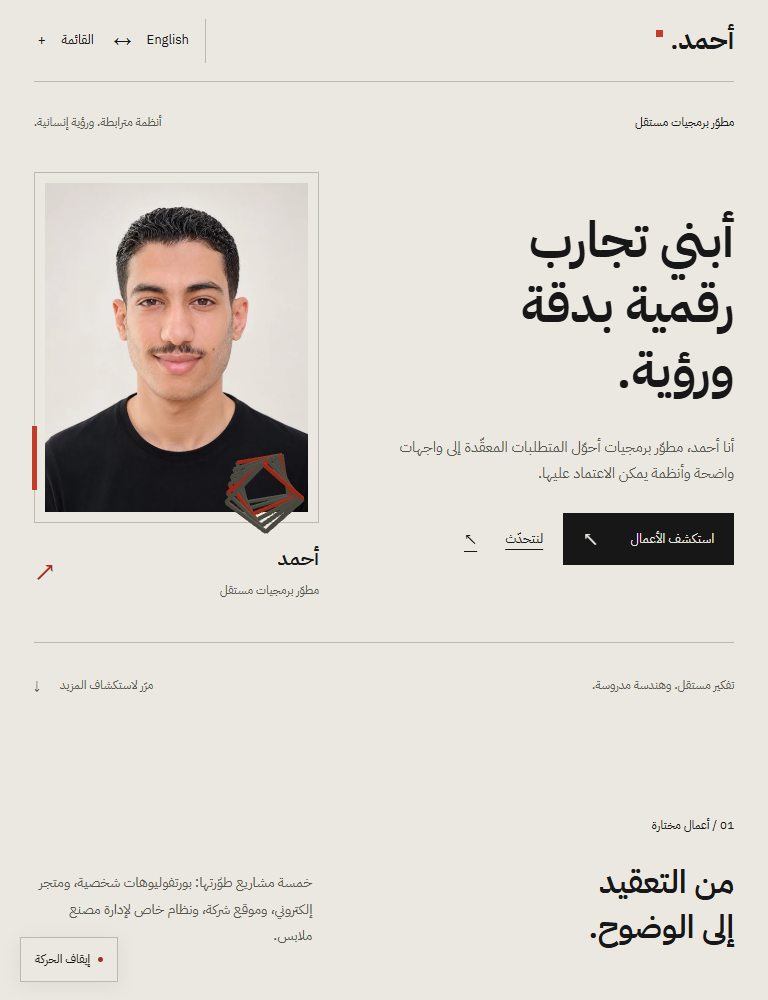 أحمد.
English ↔ القائمة +
مطوّر برمجيات مستقل
أنظمة مترابطة. ورؤية إنسانية.
أبني تجارب
رقمية بدقة
ورؤية.
أنا أحمد، مطوّر برمجيات أحوّل المتطلبات المعقّدة إلى واجهات
واضحة وأنظمة يمكن الاعتماد عليها.
استكشف الأعمال ↖
لنتحدّث ↖
أحمد
مطوّر برمجيات مستقل
↗
تفكير مستقل. وهندسة مدروسة.
مرّر لاستكشاف المزيد ↓
01 / أعمال مختارة
من التعقيد
إلى الوضوح.
خمسة مشاريع طوّرتها: بورتفوليوهات شخصية، ومتجر
إلكتروني، وموقع شركة، ونظام خاص لإدارة مصنع
ملابس.
إيقاف الحركة